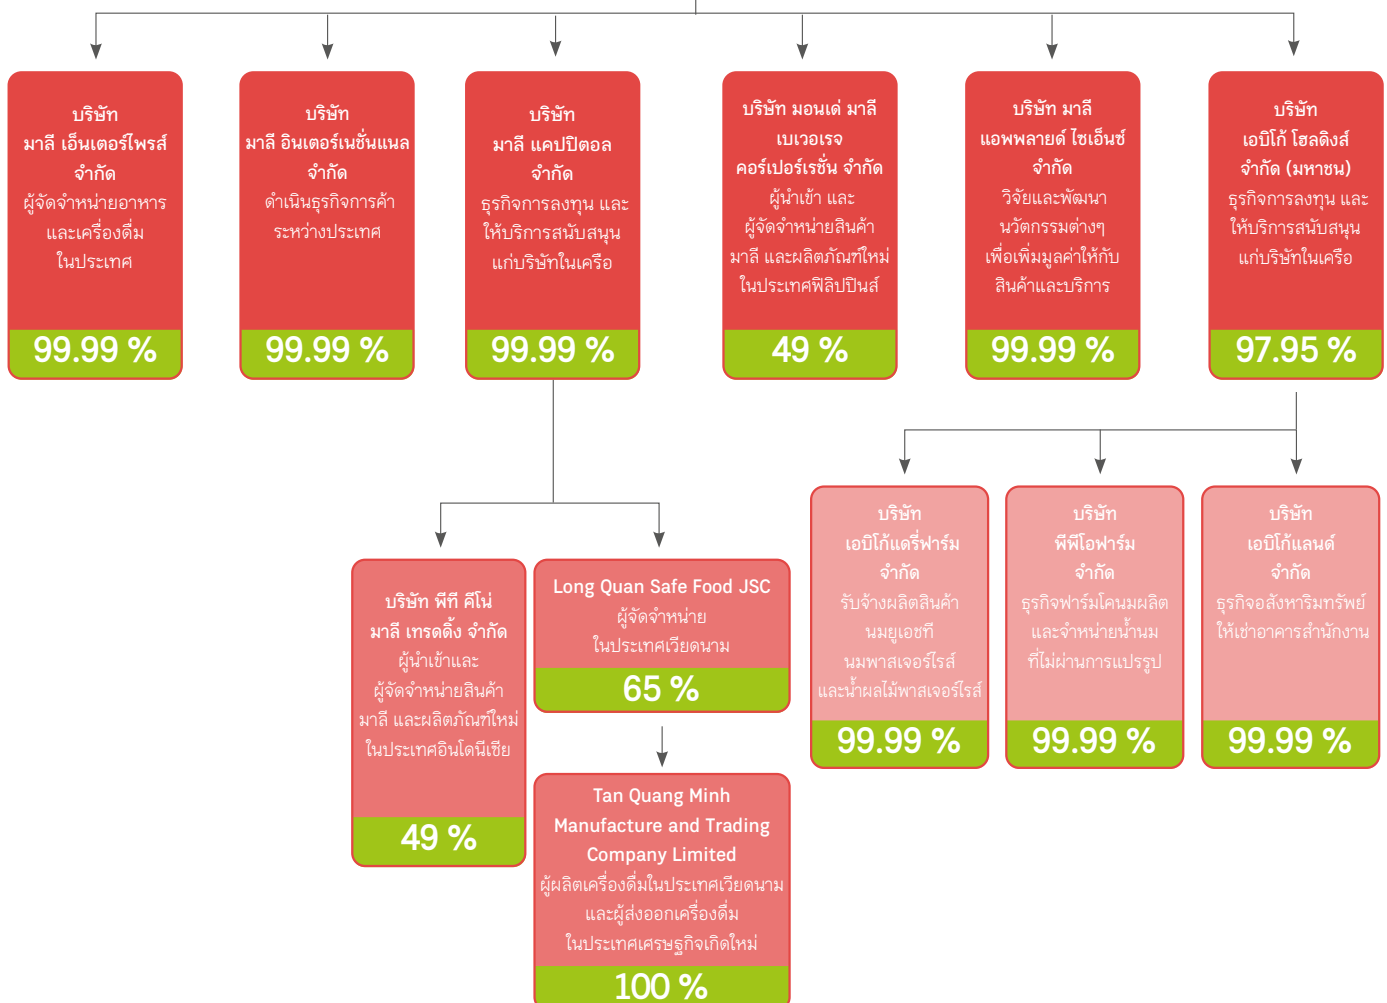 บริษัท
มาลี เอ็นเตอร์ไพรส์
จำกัด
ผู้จัดจำหน่ายอาหาร
และเครื่องดื่ม
ในประเทศ
99.99 %
บริษัท
มาลี อินเตอร์เนชั่นแนล
จำกัด
ดำเนินธุรกิจการค้า
ระหว่างประเทศ
99.99 %
บริษัท
มาลี แคปปิตอล
จำกัด
ธุรกิจการลงทุน และ
ให้บริการสนับสนุน
แก่บริษัทในเครือ
99.99 %
บริษัท มอนเด่ มาลี
เบเวอเรจ
คอร์เปอร์เรชั่น จำกัด
ผู้นำเข้า และ
ผู้จัดจำหน่ายสินค้า
มาลี และผลิตภัณฑ์ใหม่
ในประเทศฟิลิปปินส์
49 %
บริษัท มาลี
แอพพลายด์ ไซเอ็นซ์
จำกัด
วิจัยและพัฒนา
นวัตกรรมต่างๆ
เพื่อเพิ่มมูลค่าให้กับ
สินค้าและบริการ
99.99 %
บริษัท
เอบิโก้ โฮลดิงส์
จำกัด (มหาชน)
ธุรกิจการลงทุน และ
ให้บริการสนับสนุน
แก่บริษัทในเครือ
97.95 %
บริษัท พีที คีโน่
มาลี เทรดดิ้ง จำกัด
ผู้นำเข้าและ
ผู้จัดจำหน่ายสินค้า
มาลี และผลิตภัณฑ์ใหม่
ในประเทศอินโดนีเซีย
49 %
Long Quan Safe Food JSC
ผู้จัดจำหน่าย
ในประเทศเวียดนาม
65 %
Tan Quang Minh
Manufacture and Trading
Company Limited
ผู้ผลิตเครื่องดื่มในประเทศเวียดนาม
และผู้ส่งออกเครื่องดื่ม
ในประเทศเศรษฐกิจเกิดใหม่
100 %
บริษัท
เอบิโก้แดรี่ฟาร์ม
จำกัด
รับจ้างผลิตสินค้า
นมยูเอชที
นมพาสเจอร์ไรส์
และน้ำผลไม้พาสเจอร์ไรส์
99.99 %
บริษัท
พีพีโอฟาร์ม
จำกัด
ธุรกิจฟาร์มโคนมผลิต
และจำหน่ายน้ำนม
ที่ไม่ผ่านการแปรรูป
99.99 %
บริษัท
เอบิโก้แลนด์
จำกัด
ธุรกิจอสังหาริมทรัพย์
ให้เช่าอาคารสำนักงาน
99.99 %